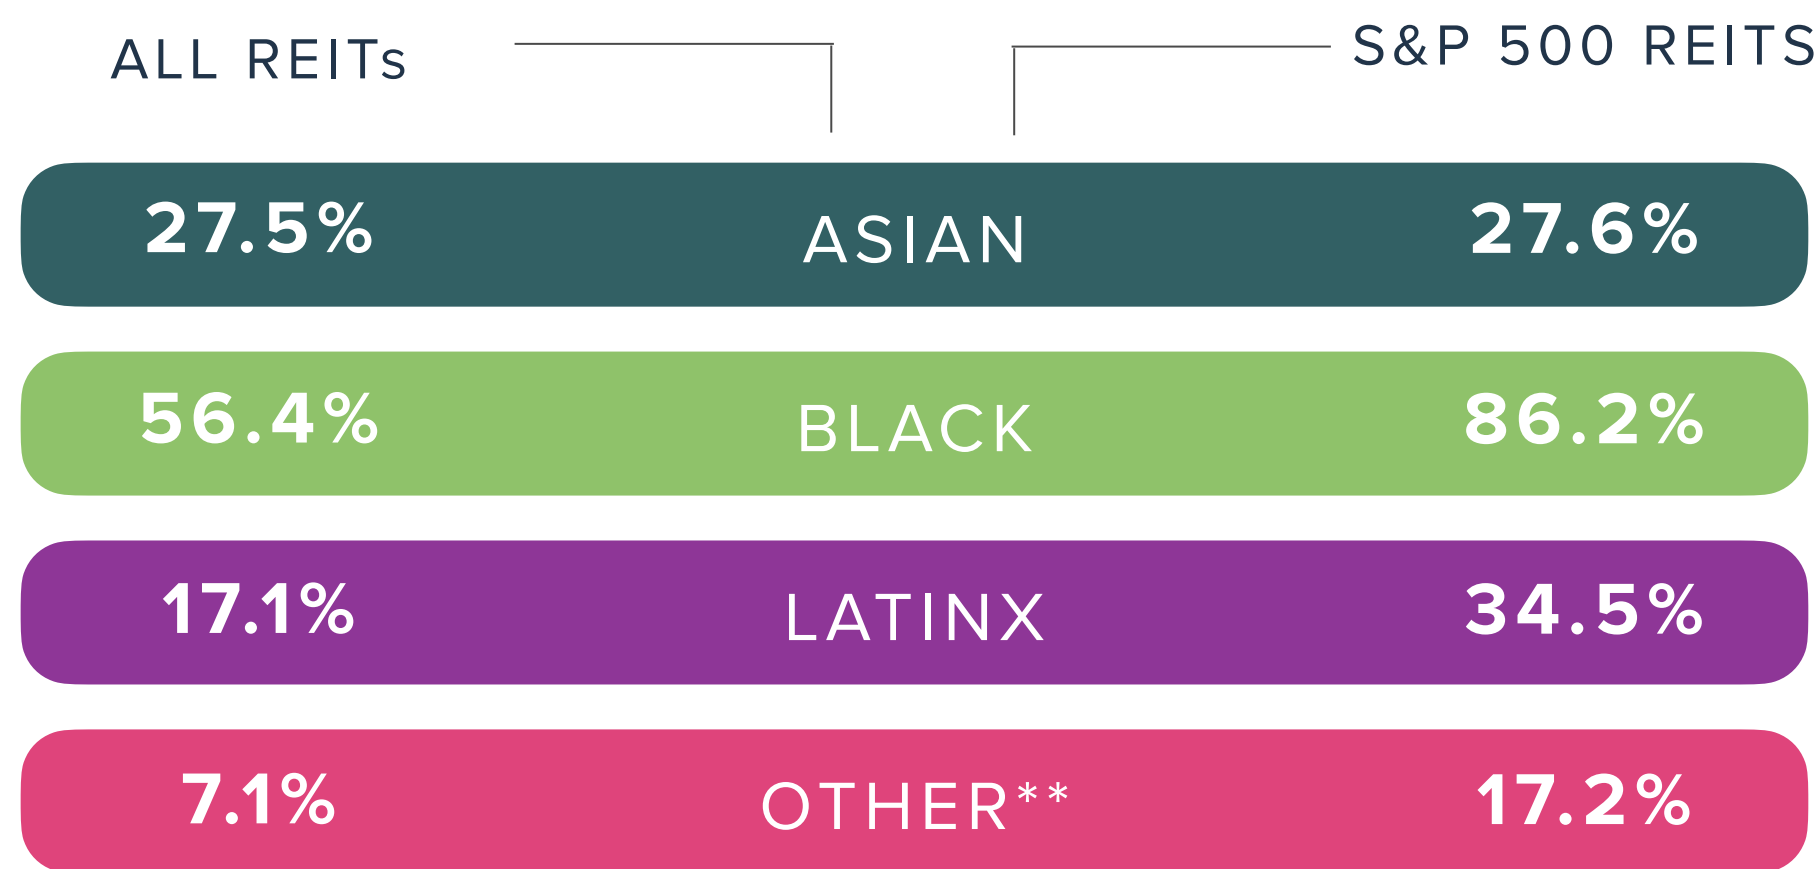 ALL REITs S&P 500 REITS
27.5% ASIAN 27.6%
56.4% BLACK 86.2%
17.1% LATINX 34.5%
7.1% OTHER** 17.2%